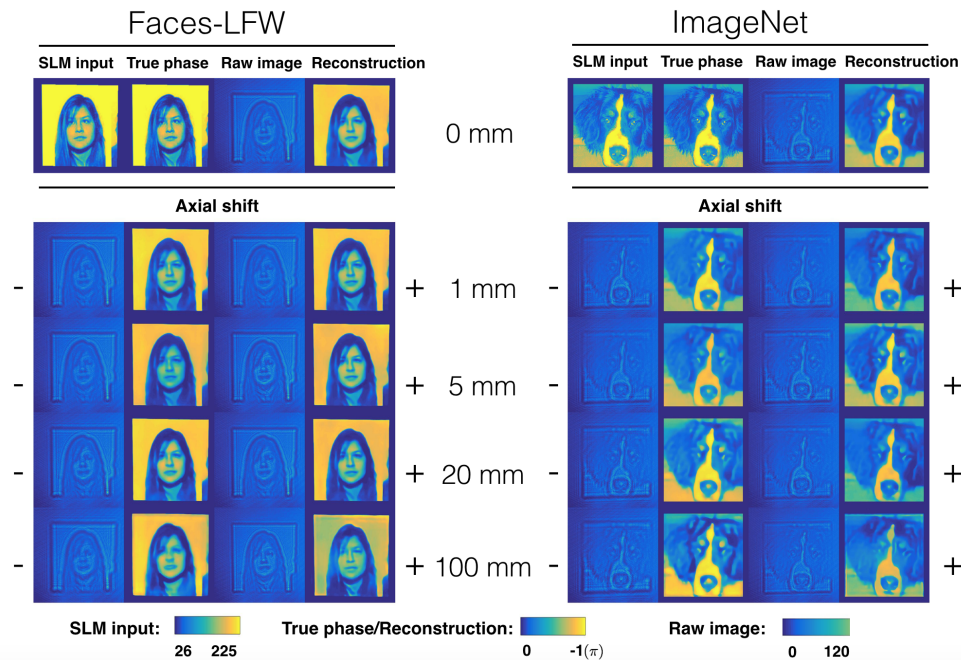 Faces-LFW
ImageNet
SLM input True phase Raw image Reconstruction
SLM input True phase Raw image Reconstruction
0 mm
Axial shift
Axial shift
- + 1 mm - +
- + 5 mm - +
- + 20 mm - +
- + 100 mm - +
SLM input: True phase/Reconstruction: Raw image:
26 225 0 -1(π) 0 120